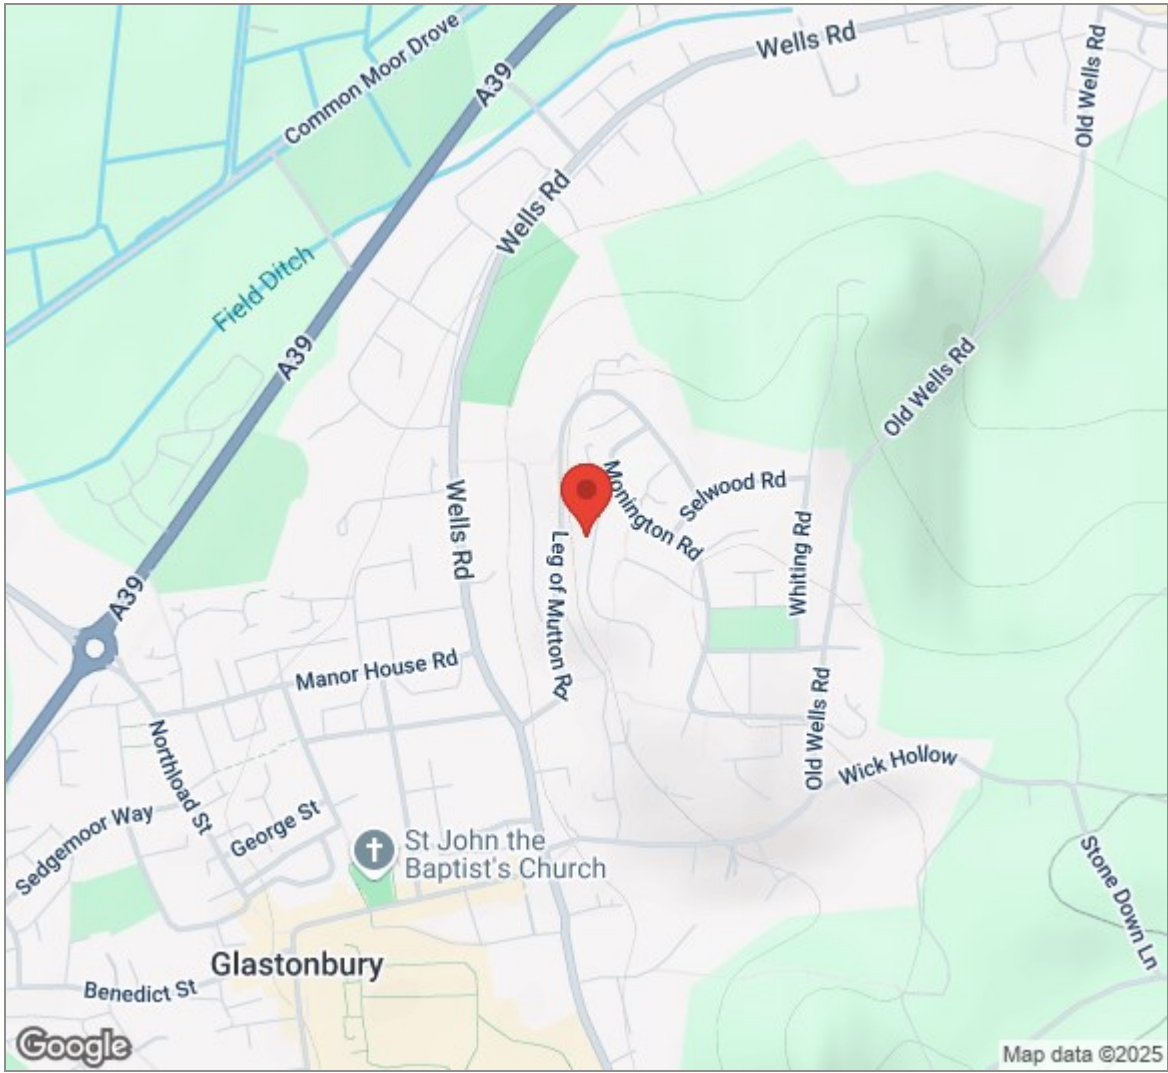 Common Moor Drove
A39
Wells Rd
Old Wells Rd
Wells Rd
Field Ditch
A39
Old Wells Rd
Monington Rd
Selwood Rd
Wells Rd
Leg of Mutton Rd
Whiting Rd
A39
Manor House Rd
Old Wells Rd
Wick Hollow
Northload St
Sedgemoor Way
George St
St John the
Baptist's Church
Stone Down Ln
Glastonbury
Benedict St
Google
Map data ©2025